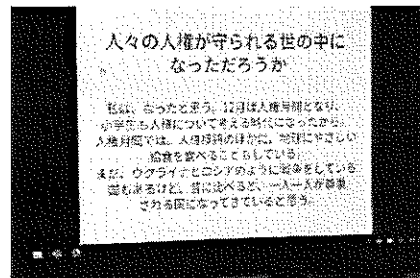 人々の人権が守られる世の中に
なっただろうか
私は、なったと思う。12月は人権月間となり、
小学生も人権について考える時代になったから。
人権月間では、人権標語のほかに、地球にやさしい
給食を食べることもしている。
まだ、ウクライナとロシアのように戦争をしている
国もあるけど、昔に比べると、一人一人が尊重
される国になってきていると思う。